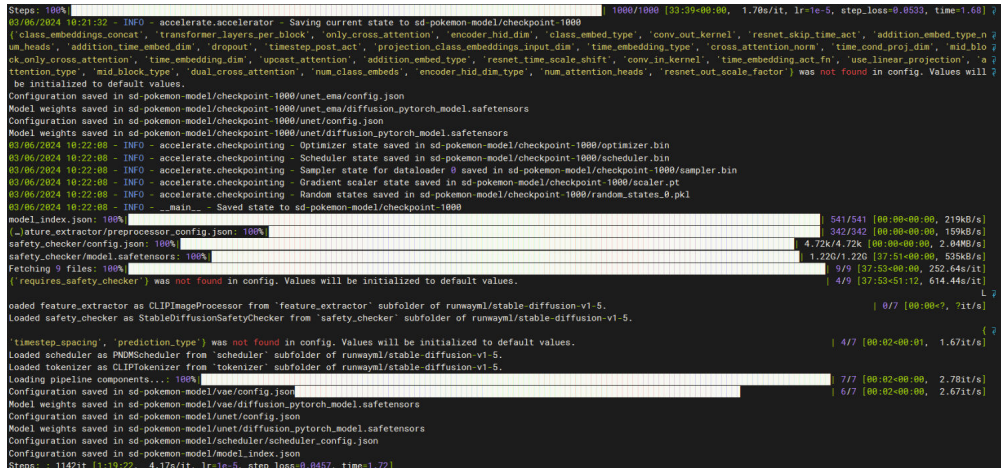 Steps: 100%| | 1000/1000 [33:39<00:00, 1.70s/it, lr=1e-5, step_loss=0.0533, time=1.68]
03/06/2024 10:21:32 - INFO - accelerate.accelerator - Saving current state to sd-pokemon-model/checkpoint-1000
{'class_embeddings_concat', 'transformer_layers_per_block', 'only_cross_attention', 'encoder_hid_dim', 'class_embed_type', 'conv_out_kernel', 'resnet_skip_time_act', 'addition_embed_type_n
um_heads', 'addition_time_embed_dim', 'dropout', 'timestep_post_act', 'projection_class_embeddings_input_dim', 'time_embedding_type', 'cross_attention_norm', 'time_cond_proj_dim', 'mid_blo
ck_only_cross_attention', 'time_embedding_dim', 'upcast_attention', 'addition_embed_type', 'resnet_time_scale_shift', 'conv_in_kernel', 'time_embedding_act_fn', 'use_linear_projection', 'a
ttention_type', 'mid_block_type', 'dual_cross_attention', 'num_class_embeds', 'encoder_hid_dim_type', 'num_attention_heads', 'resnet_out_scale_factor'} was not found in config. Values will
be initialized to default values.
Configuration saved in sd-pokemon-model/checkpoint-1000/unet_ema/config.json
Model weights saved in sd-pokemon-model/checkpoint-1000/unet_ema/diffusion_pytorch_model.safetensors
Configuration saved in sd-pokemon-model/checkpoint-1000/unet/config.json
Model weights saved in sd-pokemon-model/checkpoint-1000/unet/diffusion_pytorch_model.safetensors
03/06/2024 10:22:08 - INFO - accelerate.checkpointing - Optimizer state saved in sd-pokemon-model/checkpoint-1000/optimizer.bin
03/06/2024 10:22:08 - INFO - accelerate.checkpointing - Scheduler state saved in sd-pokemon-model/checkpoint-1000/scheduler.bin
03/06/2024 10:22:08 - INFO - accelerate.checkpointing - Sampler state for dataloader 0 saved in sd-pokemon-model/checkpoint-1000/sampler.bin
03/06/2024 10:22:08 - INFO - accelerate.checkpointing - Gradient scaler state saved in sd-pokemon-model/checkpoint-1000/scaler.pt
03/06/2024 10:22:08 - INFO - accelerate.checkpointing - Random states saved in sd-pokemon-model/checkpoint-1000/random_states_0.pkl
03/06/2024 10:22:08 - INFO - __main__ - Saved state to sd-pokemon-model/checkpoint-1000
model_index.json: 100%| | 541/541 [00:00<00:00, 219kB/s]
(…)ature_extractor/preprocessor_config.json: 100%| | 342/342 [00:00<00:00, 159kB/s]
safety_checker/config.json: 100%| | 4.72k/4.72k [00:00<00:00, 2.04MB/s]
safety_checker/model.safetensors: 100%| | 1.22G/1.22G [37:51<00:00, 535kB/s]
Fetching 9 files: 100%| | 9/9 [37:53<00:00, 252.64s/it]
{'requires_safety_checker'} was not found in config. Values will be initialized to default values. | 4/9 [37:53<51:12, 614.44s/it]
L
oaded feature_extractor as CLIPImageProcessor from `feature_extractor` subfolder of runwayml/stable-diffusion-v1-5. | 0/7 [00:00<?, ?it/s]
Loaded safety_checker as StableDiffusionSafetyChecker from `safety_checker` subfolder of runwayml/stable-diffusion-v1-5.
{
'timestep_spacing', 'prediction_type'} was not found in config. Values will be initialized to default values. | 4/7 [00:02<00:01, 1.67it/s]
Loaded scheduler as PNDMScheduler from `scheduler` subfolder of runwayml/stable-diffusion-v1-5.
Loaded tokenizer as CLIPTokenizer from `tokenizer` subfolder of runwayml/stable-diffusion-v1-5.
Loading pipeline components...: 100%| | 7/7 [00:02<00:00, 2.78it/s]
Configuration saved in sd-pokemon-model/vae/config.json | 6/7 [00:02<00:00, 2.67it/s]
Model weights saved in sd-pokemon-model/vae/diffusion_pytorch_model.safetensors
Configuration saved in sd-pokemon-model/unet/config.json
Model weights saved in sd-pokemon-model/unet/diffusion_pytorch_model.safetensors
Configuration saved in sd-pokemon-model/scheduler/scheduler_config.json
Configuration saved in sd-pokemon-model/model_index.json
Steps: : 1142it [1:19:22, 4.17s/it, lr=1e-5, step_loss=0.0457, time=1.72]